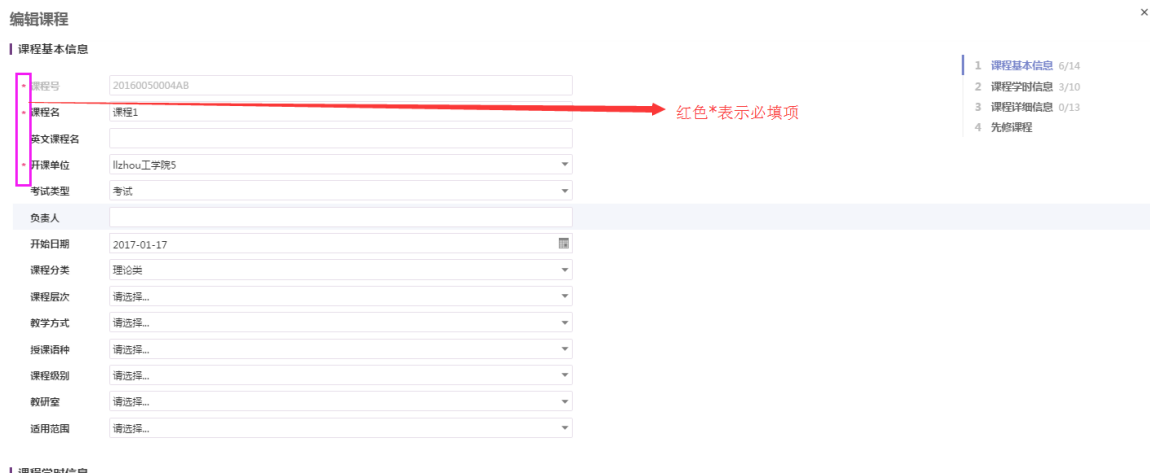 编辑课程
×
课程基本信息
1 课程基本信息 6/14
2 课程学时信息 3/10
3 课程详细信息 0/13
4 先修课程
* 课程号 20160050004AB
* 课程名 课程1
红色*表示必填项
英文课程名
* 开课单位 llzhou工学院5
考试类型 考试
负责人
开始日期 2017-01-17
课程分类 理论类
课程层次 请选择...
教学方式 请选择...
授课语种 请选择...
课程级别 请选择...
教研室 请选择...
适用范围 请选择...
课程学时信息